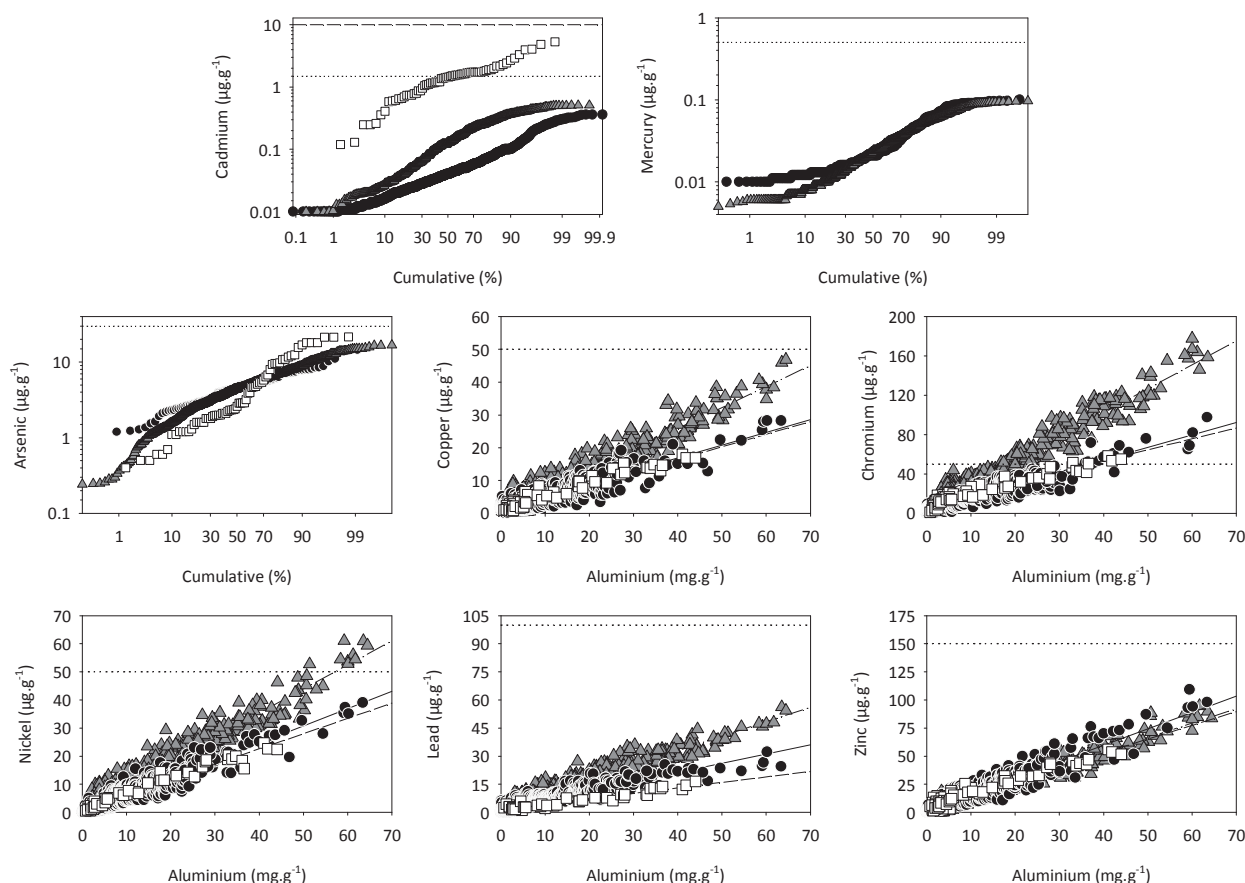 Cadmium (µg.g-1)
10
1
0.1
0.01
0.1 1 10 30 50 70 90 99 99.9
Cumulative (%)
Mercury (µg.g-1)
1
0.1
0.01
1 10 30 50 70 90 99
Cumulative (%)
Arsenic (µg.g-1)
10
1
0.1
1 10 30 50 70 90 99
Cumulative (%)
Copper (µg.g-1)
60
50
40
30
20
10
0
0 10 20 30 40 50 60 70
Aluminium (mg.g-1)
Chromium (µg.g-1)
200
160
120
80
40
0
0 10 20 30 40 50 60 70
Aluminium (mg.g-1)
Nickel (µg.g-1)
70
60
50
40
30
20
10
0
0 10 20 30 40 50 60 70
Aluminium (mg.g-1)
Lead (µg.g-1)
105
90
75
60
45
30
15
0
0 10 20 30 40 50 60 70
Aluminium (mg.g-1)
Zinc (µg.g-1)
175
150
125
100
75
50
25
0
0 10 20 30 40 50 60 70
Aluminium (mg.g-1)